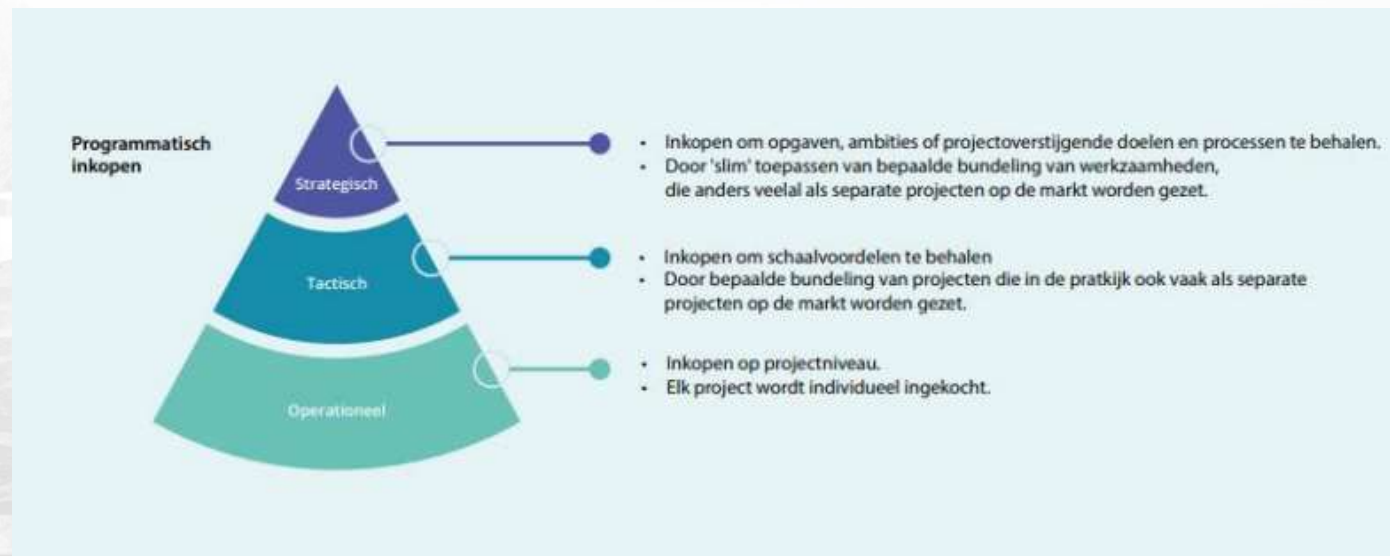 Programmatisch
inkopen
Strategisch
• Inkopen om opgaven, ambities of projectoverstijgende doelen en processen te behalen.
• Door 'slim' toepassen van bepaalde bundeling van werkzaamheden,
die anders veelal als separate projecten op de markt worden gezet.
Tactisch
• Inkopen om schaalvoordelen te behalen
• Door bepaalde bundeling van projecten die in de pratkijk ook vaak als separate
projecten op de markt worden gezet.
Operationeel
• Inkopen op projectniveau.
• Elk project wordt individueel ingekocht.